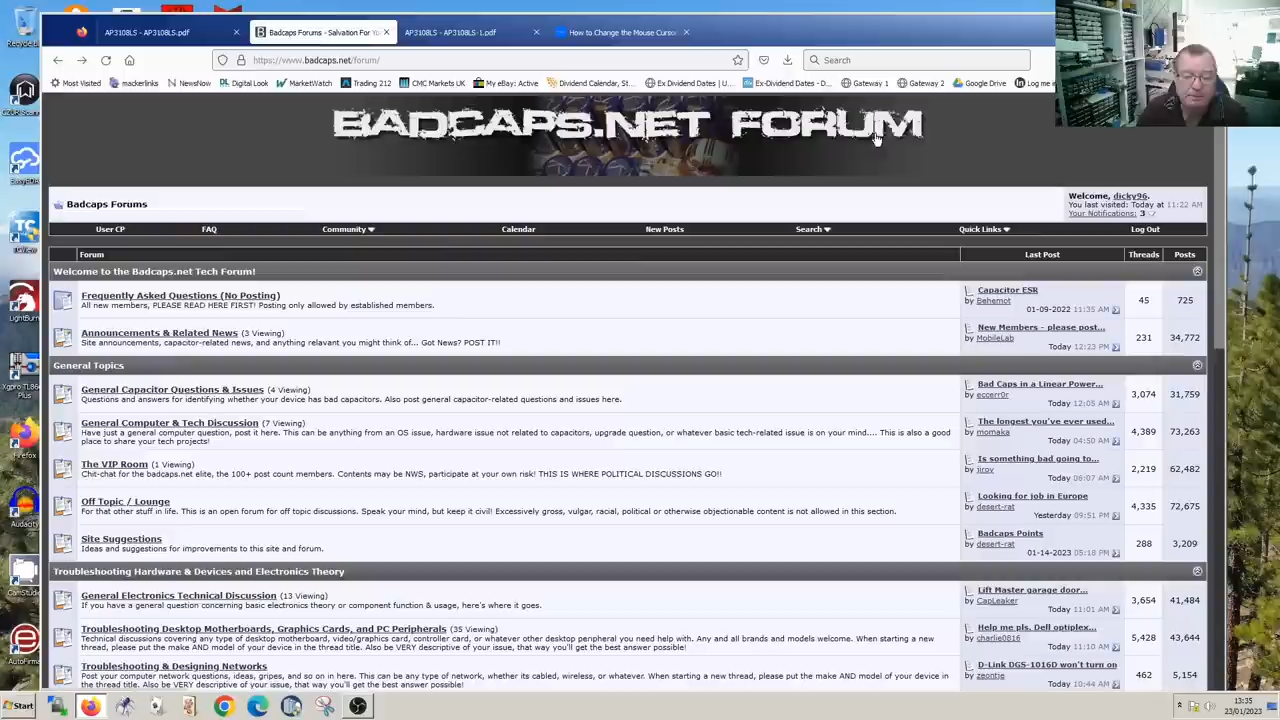 AP3108LS - AP3108LS.pdf
Badcaps Forums - Salvation For Yo
AP3108LS - AP3108LS-1.pdf
How to Change the Mouse Cursor
https://www.badcaps.net/forum/
Search
Most Visited
mackerlinks
NewsNow
Digital Look
MarketWatch
Trading 212
CMC Markets UK
My eBay: Active
Dividend Calendar, St...
Ex Dividend Dates | U...
Ex-Dividend Dates - D...
Gateway 1
Gateway 2
Google Drive
Log me i
BADCAPS.NET FORUM
Badcaps Forums
Welcome, dicky96.
You last visited: Today at 11:22 AM
Your Notifications: 3
User CP FAQ Community Calendar New Posts Search Quick Links Log Out
Forum Last Post Threads Posts
Welcome to the Badcaps.net Tech Forum!
Frequently Asked Questions (No Posting)
All new members, PLEASE READ HERE FIRST! Posting only allowed by established members.
Capacitor ESR
by Behemot
01-09-2022 11:35 AM
45 725
Announcements & Related News (3 Viewing)
Site announcements, capacitor-related news, and anything relavant you might think of... Got News? POST IT!!
New Members - please post...
by MobileLab
Today 12:23 PM
231 34,772
General Topics
General Capacitor Questions & Issues (4 Viewing)
Questions and answers for identifying whether your device has bad capacitors. Also post general capacitor-related questions and issues here.
Bad Caps in a Linear Power...
by eccerr0r
Today 12:05 AM
3,074 31,759
General Computer & Tech Discussion (7 Viewing)
Have just a general computer question, post it here. This can be anything from an OS issue, hardware issue not related to capacitors, upgrade question, or whatever basic tech-related issue is on your mind.... This is also a good
place to share your tech projects!
The longest you've ever used...
by momaka
Today 04:50 AM
4,389 73,263
The VIP Room (1 Viewing)
Chit-chat for the badcaps.net elite, the 100+ post count members. Contents may be NWS, participate at your own risk! THIS IS WHERE POLITICAL DISCUSSIONS GO!!
Is something bad going to...
by jiroy
Today 06:07 AM
2,219 62,482
Off Topic / Lounge
For that other stuff in life. This is an open forum for off topic discussions. Speak your mind, but keep it civil! Excessively gross, vulgar, racial, political or otherwise objectionable content is not allowed in this section.
Looking for job in Europe
by desert-rat
Yesterday 09:51 PM
4,335 72,675
Site Suggestions
Ideas and suggestions for improvements to this site and forum.
Badcaps Points
by desert-rat
01-14-2023 05:18 PM
288 3,209
Troubleshooting Hardware & Devices and Electronics Theory
General Electronics Technical Discussion (13 Viewing)
If you have a general question concerning basic electronics theory or component function & usage, here's where it goes.
Lift Master garage door...
by CapLeaker
Today 11:01 AM
3,654 41,484
Troubleshooting Desktop Motherboards, Graphics Cards, and PC Peripherals (35 Viewing)
Technical discussions covering any type of desktop motherboard, video/graphics card, controller card, or whatever other desktop peripheral you need help with. Any and all brands and models welcome. When starting a new
thread, please put the make AND model of your device in the thread title. Also be VERY descriptive of your issue, that way you'll get the best answer possible!
Help me pls. Dell optiplex...
by charlie0816
Today 11:10 AM
5,428 43,644
Troubleshooting & Designing Networks
Post your computer network questions, ideas, gripes, and so on in here. This can be any type of network, whether its cabled, wireless, or whatever. When starting a new thread, please put the make AND model of your device in
the thread title. Also be VERY descriptive of your issue, that way you'll get the best answer possible!
D-Link DGS-1016D won't turn on
by zeontje
Today 10:44 AM
462 5,154
EasyEDA
LightBurn
Xgpro TL86
Plus
Firefox
Audacity
CamStudio
AutoFirma
Start
13:35
23/01/2023